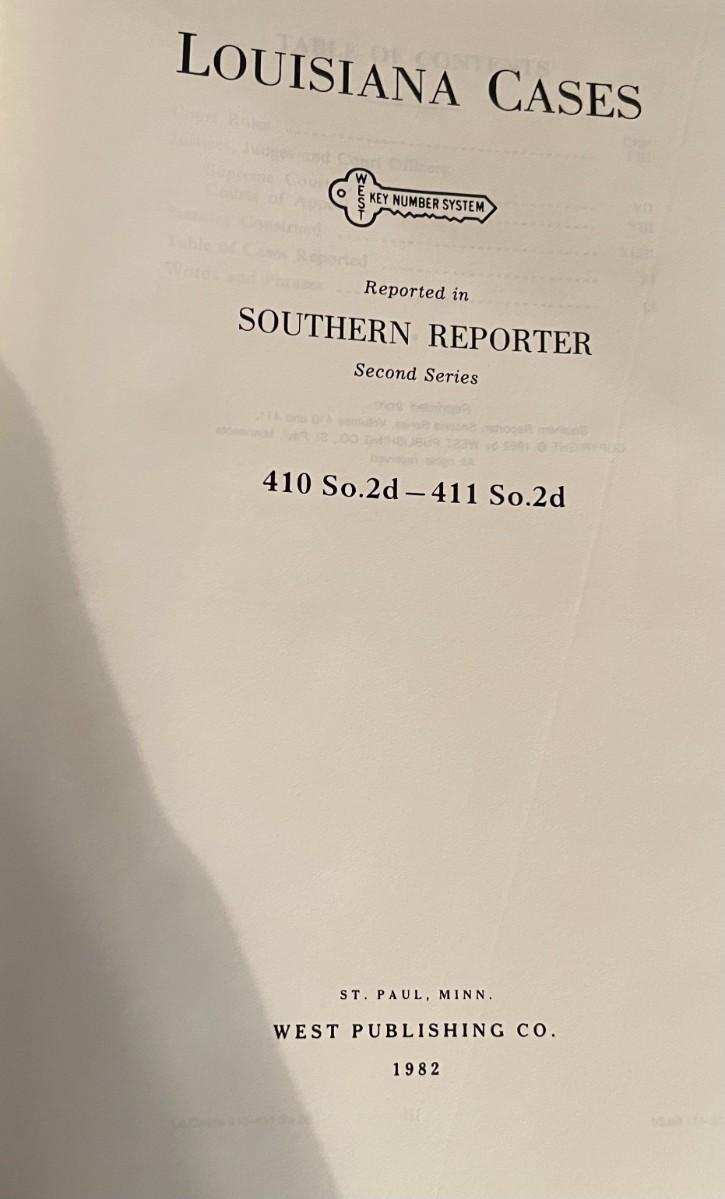 LOUISIANA CASES
WEST
KEY NUMBER SYSTEM
Reported in
SOUTHERN REPORTER
Second Series
410 So.2d – 411 So.2d
ST. PAUL, MINN.
WEST PUBLISHING CO.
1982